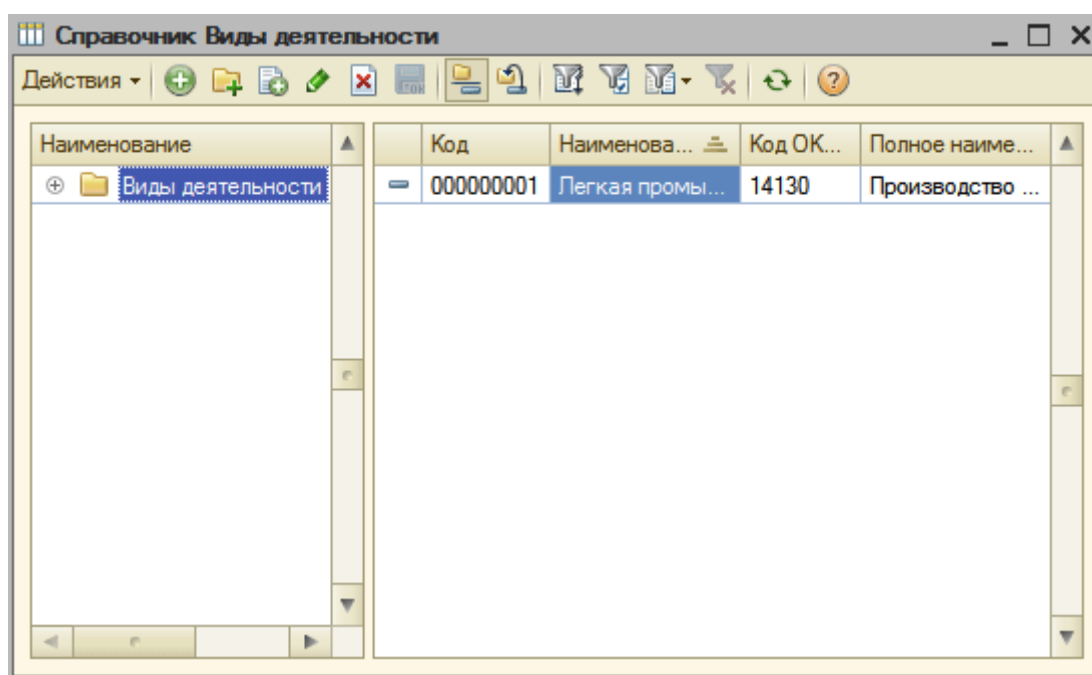 Справочник Виды деятельности
Действия
Наименование
Код Наименова... Код ОК... Полное наиме...
Виды деятельности
000000001 Легкая промы... 14130 Производство ...